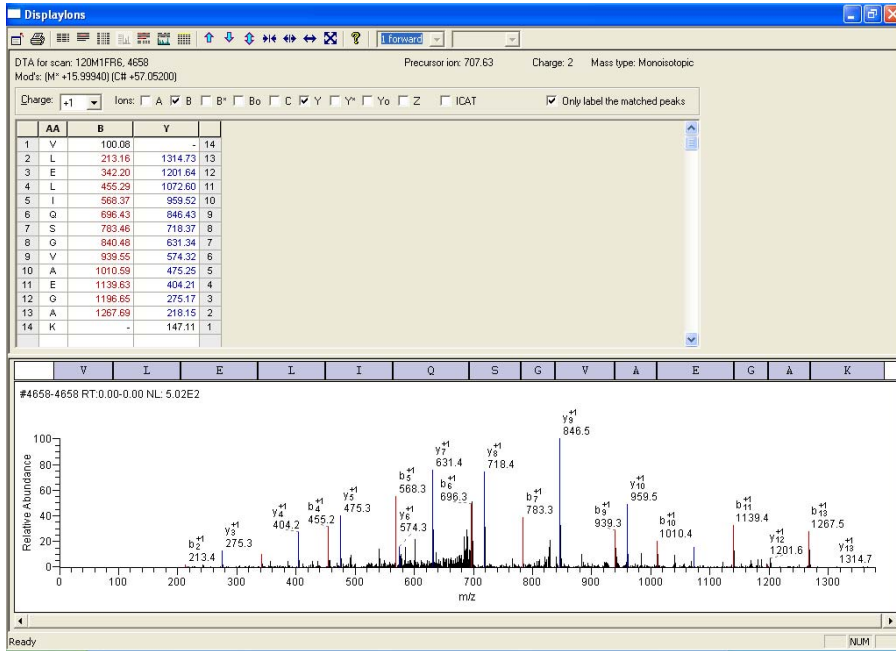 DisplayIons
1 Forward
DTA for scan: 120M1FR6, 4658 Precursor ion: 707.63 Charge: 2 Mass type: Monoisotopic
Mod's: (M* +15.99940) (C# +57.05200)
Charge: +1 Ions: A B B* Bo C Y Y* Yo Z ICAT Only label the matched peaks
AA B Y
1 V 100.08 - 14
2 L 213.16 1314.73 13
3 E 342.20 1201.64 12
4 L 455.29 1072.60 11
5 I 568.37 959.52 10
6 Q 696.43 846.43 9
7 S 783.46 718.37 8
8 G 840.48 631.34 7
9 V 939.55 574.32 6
10 A 1010.59 475.25 5
11 E 1139.63 404.21 4
12 G 1196.65 275.17 3
13 A 1267.69 218.15 2
14 K - 147.11 1
V L E L I Q S G V A E G A K
#4658-4658 RT:0.00-0.00 NL: 5.02E2
Relative Abundance
100
80
60
40
20
0
b2+1
213.4
y3+1
275.3
y4+1
404.2
b4+1
455.2
y5+1
475.3
b5+1
568.3
y6+1
574.3
y7+1
631.4
b6+1
696.3
y8+1
718.4
b7+1
783.3
y9+1
846.5
b9+1
939.3
y10+1
959.5
b10+1
1010.4
b11+1
1139.4
y12+1
1201.6
b13+1
1267.5
y13+1
1314.7
0 100 200 300 400 500 600 700 800 900 1000 1100 1200 1300
m/z
Ready NUM